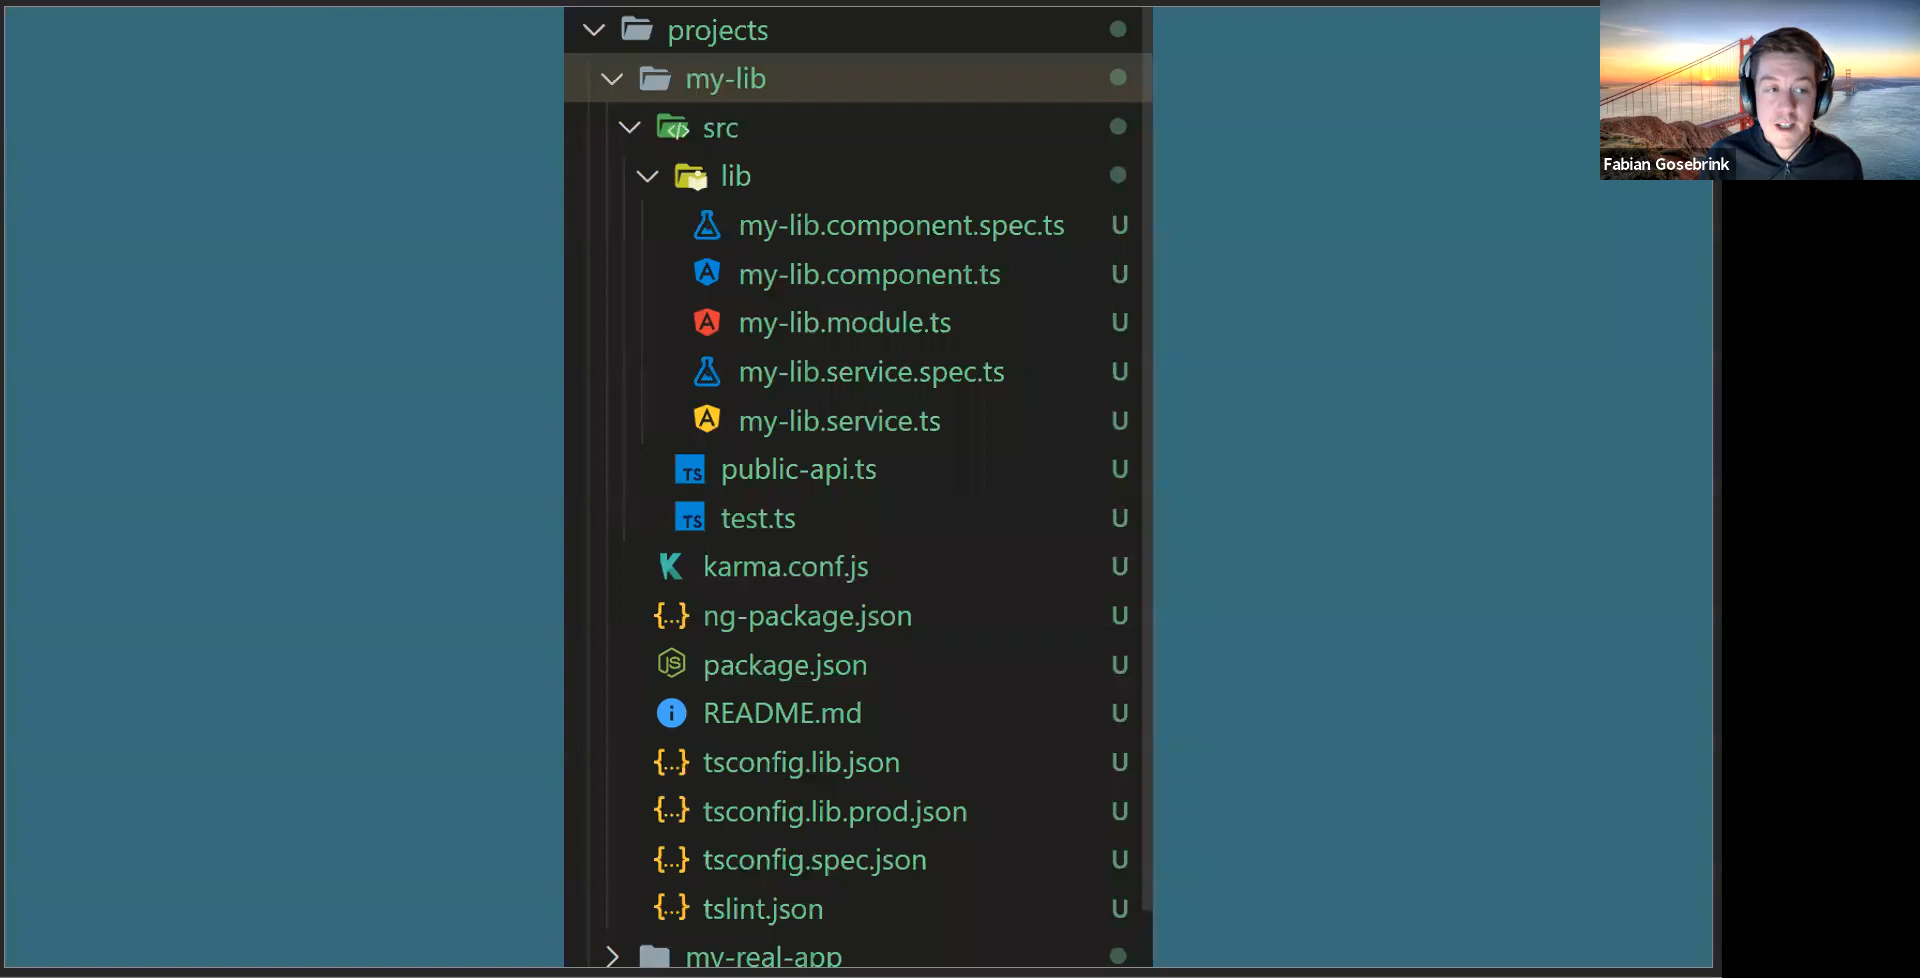 projects
my-lib
src
lib
my-lib.component.spec.ts U
my-lib.component.ts U
my-lib.module.ts U
my-lib.service.spec.ts U
my-lib.service.ts U
TS public-api.ts U
TS test.ts U
karma.conf.js U
{...} ng-package.json U
JS package.json U
i README.md U
{...} tsconfig.lib.json U
{...} tsconfig.lib.prod.json U
{...} tsconfig.spec.json U
{...} tslint.json U
my-real-app
Fabian Gosebrink